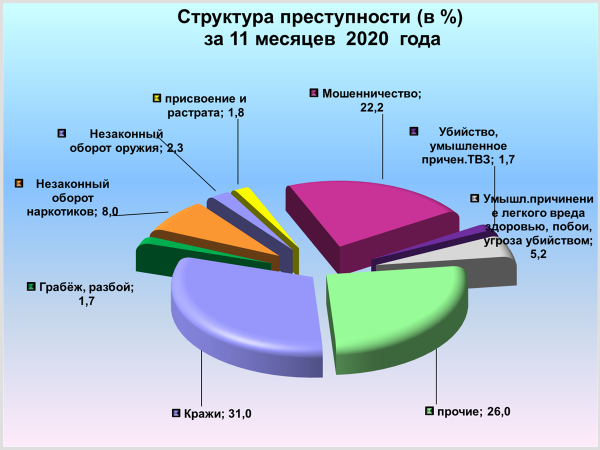 Структура преступности (в %)
за 11 месяцев 2020 года
Мошенничество;
22,2
присвоение и
растрата; 1,8
Убийство,
умышленное
причен.ТВЗ; 1,7
Незаконный
оборот оружия; 2,3
Незаконный
оборот
наркотиков; 8,0
Умышл.причинени
е легкого вреда
здоровью, побои,
угроза убийством;
5,2
Грабёж, разбой;
1,7
Кражи; 31,0
прочие; 26,0